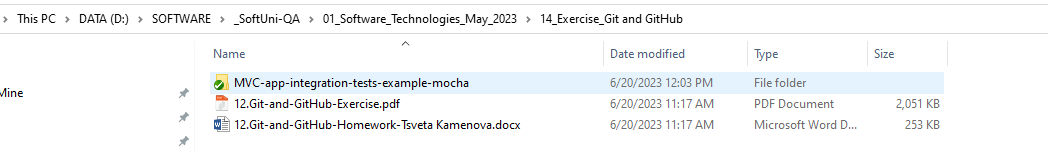 This PC > DATA (D:) > SOFTWARE > _SoftUni-QA > 01_Software_Technologies_May_2023 > 14_Exercise_Git and GitHub
Name Date modified Type Size
MVC-app-integration-tests-example-mocha 6/20/2023 12:03 PM File folder
Mine
12.Git-and-GitHub-Exercise.pdf 6/20/2023 11:17 AM PDF Document 2,051 KB
12.Git-and-GitHub-Homework-Tsveta Kamenova.docx 6/20/2023 11:17 AM Microsoft Word D... 253 KB